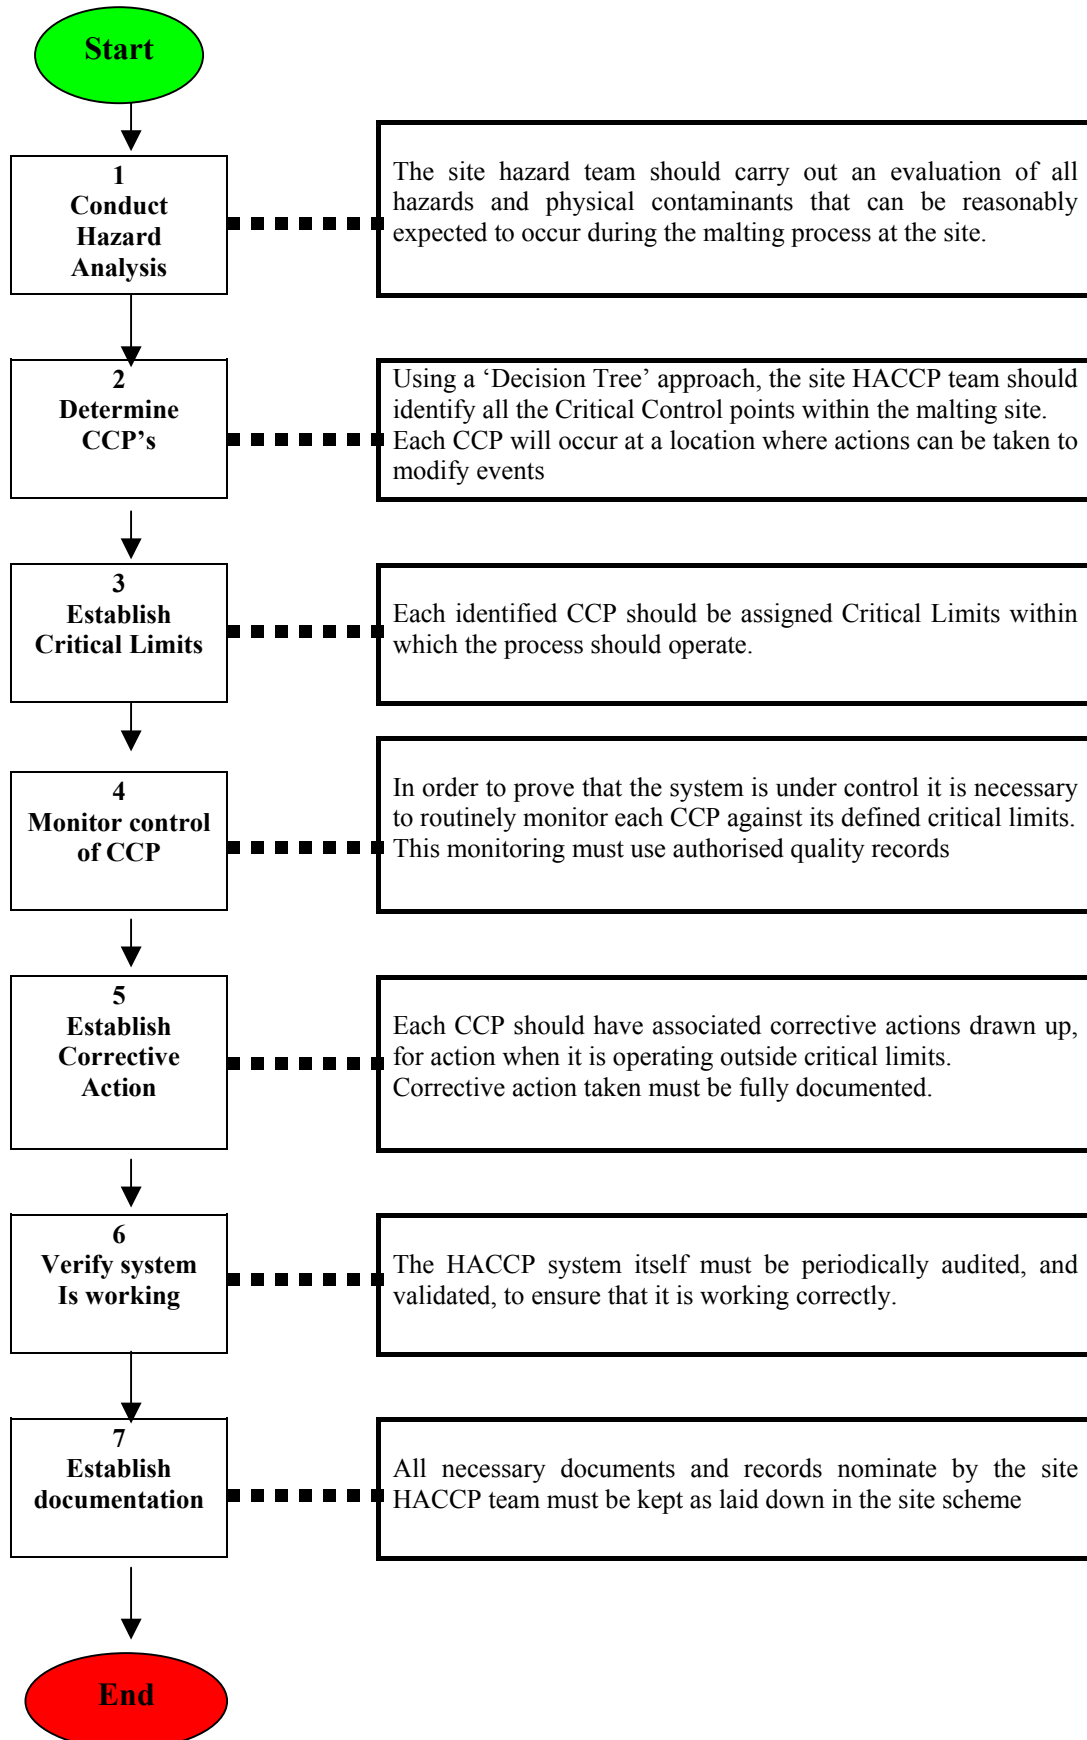 Start
1
Conduct
Hazard
Analysis
The site hazard team should carry out an evaluation of all
hazards and physical contaminants that can be reasonably
expected to occur during the malting process at the site.
2
Determine
CCP’s
Using a ‘Decision Tree’ approach, the site HACCP team should
identify all the Critical Control points within the malting site.
Each CCP will occur at a location where actions can be taken to
modify events
3
Establish
Critical Limits
Each identified CCP should be assigned Critical Limits within
which the process should operate.
4
Monitor control
of CCP
In order to prove that the system is under control it is necessary
to routinely monitor each CCP against its defined critical limits.
This monitoring must use authorised quality records
5
Establish
Corrective
Action
Each CCP should have associated corrective actions drawn up,
for action when it is operating outside critical limits.
Corrective action taken must be fully documented.
6
Verify system
Is working
The HACCP system itself must be periodically audited, and
validated, to ensure that it is working correctly.
7
Establish
documentation
All necessary documents and records nominate by the site
HACCP team must be kept as laid down in the site scheme
End